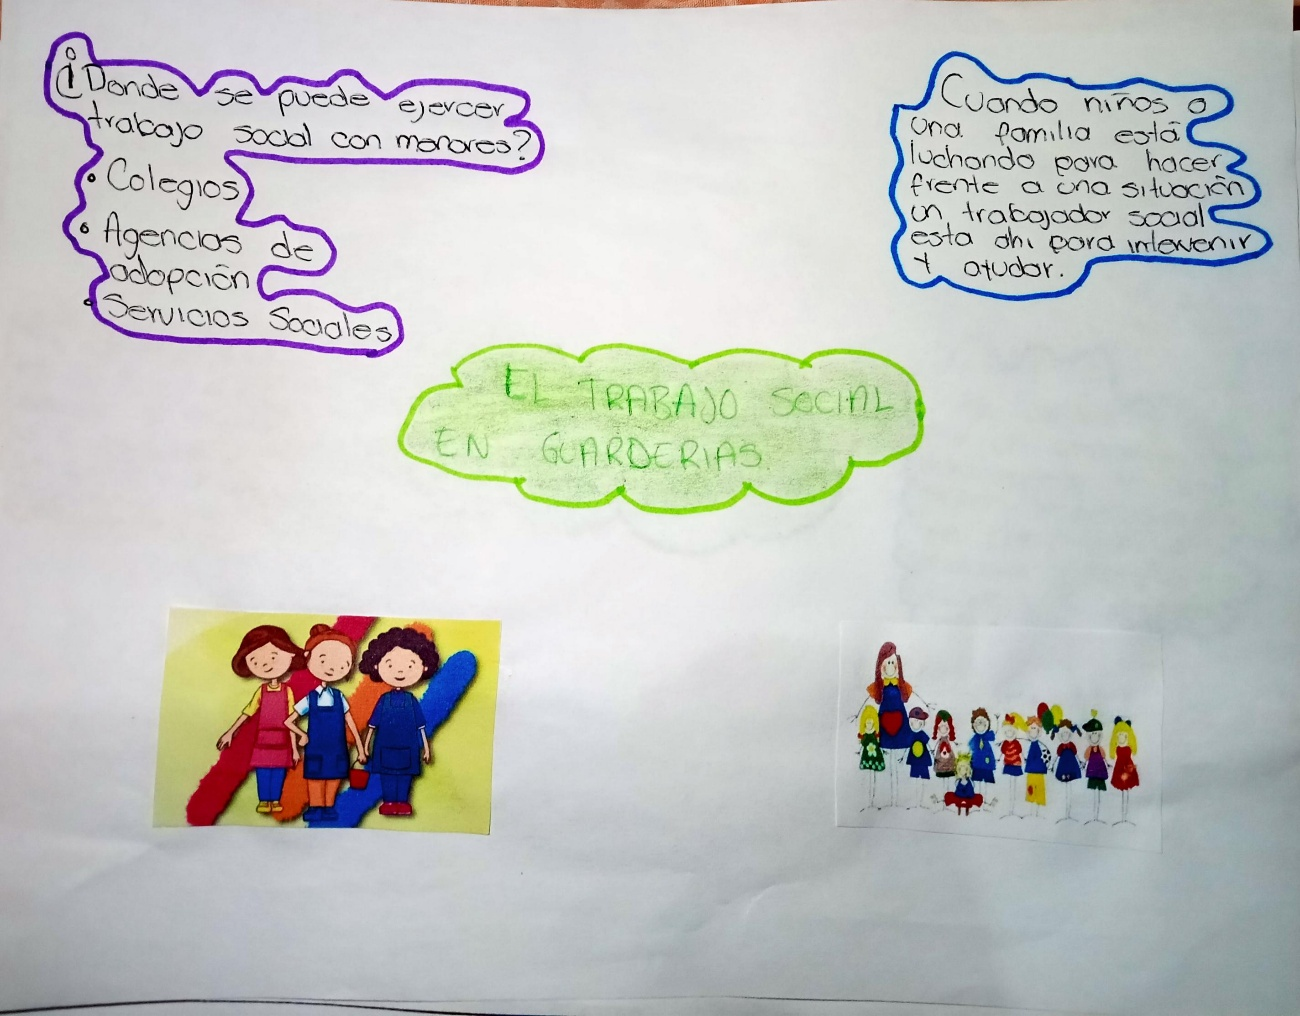 ¿Donde se puede ejercer
trabajo social con menores?
• Colegios
• Agencias de
adopción
• Servicios Sociales
Cuando niños o
una familia está
luchando para hacer
frente a una situación
un trabajador social
esta ahi para intervenir
y ayudar.
EL TRABAJO SOCIAL
EN GUARDERIAS.